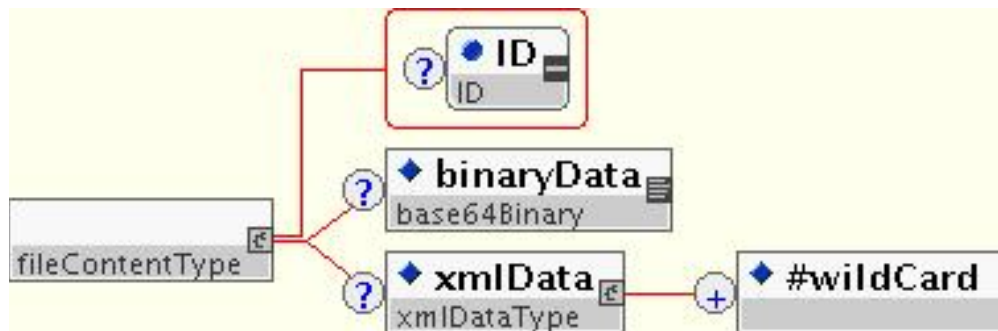 ? ID
ID
? binaryData
base64Binary
fileContentType
? xmlData
xmlDataType
+ #wildCard